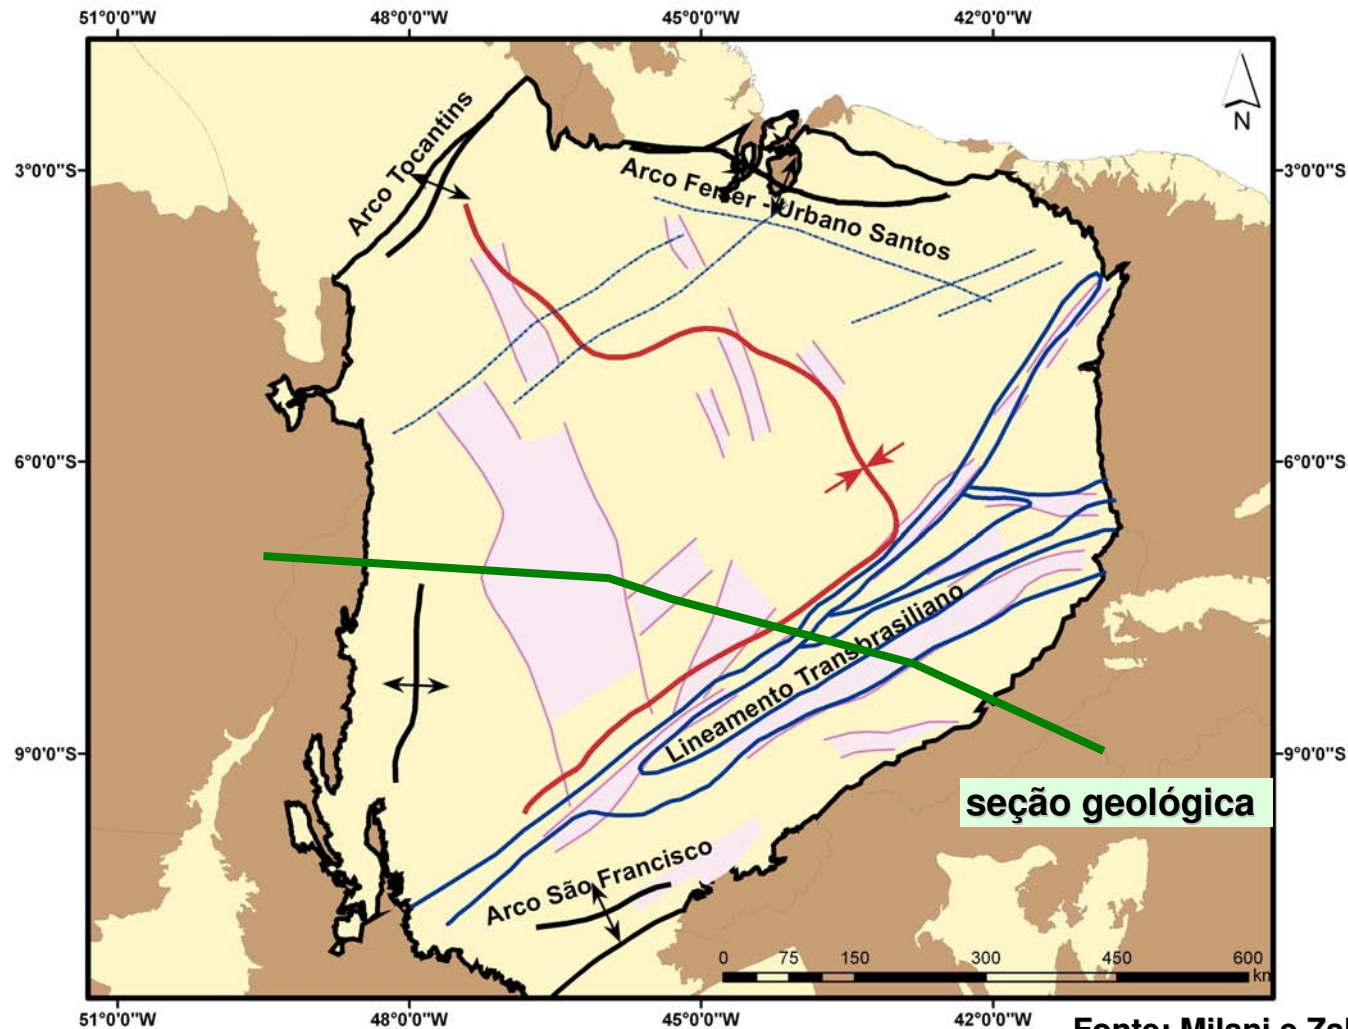 51°0'0"W 48°0'0"W 45°0'0"W 42°0'0"W
N
Arco Tocantins
3°0'0"S 3°0'0"S
Arco Ferrer - Urbano Santos
6°0'0"S 6°0'0"S
Lineamento Transbrasiliano
9°0'0"S 9°0'0"S
seção geológica
Arco São Francisco
0 75 150 300 450 600
km
51°0'0"W 48°0'0"W 45°0'0"W 42°0'0"W
Fonte: Milani e